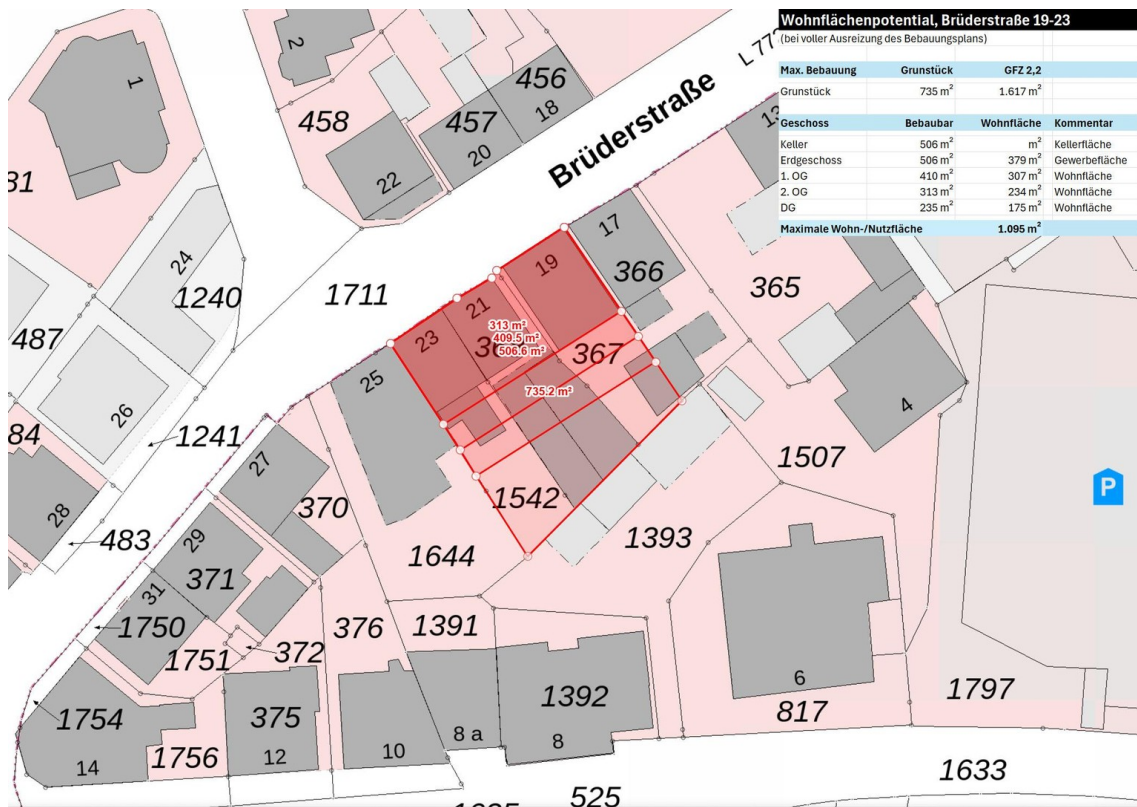 Wohnflächenpotential, Brüderstraße 19-23
(bei voller Ausreizung des Bebauungsplans)
Max. Bebauung Grunstück GFZ 2,2
Grunstück 735 m² 1.617 m²
Geschoss Bebaubar Wohnfläche Kommentar
Keller 506 m² m² Kellerfläche
Erdgeschoss 506 m² 379 m² Gewerbefläche
1. OG 410 m² 307 m² Wohnfläche
2. OG 313 m² 234 m² Wohnfläche
DG 235 m² 175 m² Wohnfläche
Maximale Wohn-/Nutzfläche 1.095 m²
1
2
456
18
458
457
20
22
Brüderstraße
L 77
13
81
24
1240
1711
19
17
366
365
487
21
23
367
313 m²
409.5 m²
506.6 m²
735.2 m²
25
26
84
1241
4
27
1507
P
28
483
370
1542
29
371
1644
1393
31
1750
1751
372
376
1391
6
1754
375
1392
817
1797
14
1756
12
10
8 a
8
1633
525